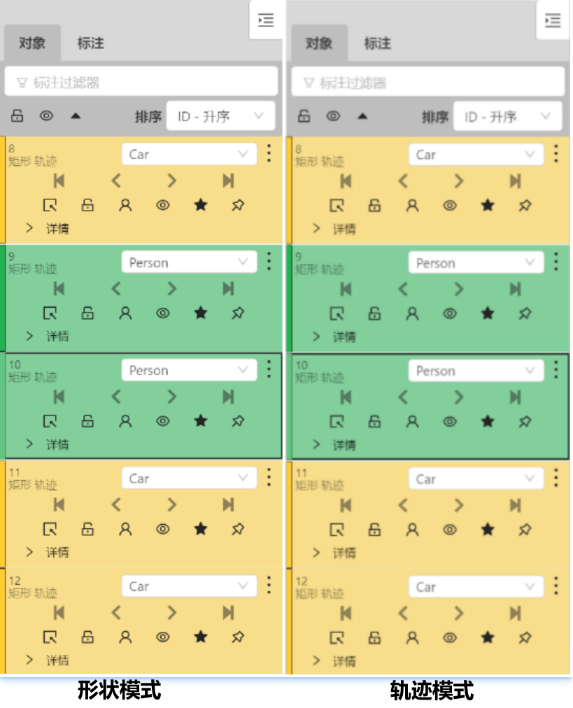 对象 标注
标注过滤器
排序 ID - 升序
8
矩形 轨迹
Car
详情
9
矩形 轨迹
Person
详情
10
矩形 轨迹
Person
详情
11
矩形 轨迹
Car
详情
12
矩形 轨迹
Car
详情
形状模式
对象 标注
标注过滤器
排序 ID - 升序
8
矩形 轨迹
Car
详情
9
矩形 轨迹
Person
详情
10
矩形 轨迹
Person
详情
11
矩形 轨迹
Car
详情
12
矩形 轨迹
Car
详情
轨迹模式